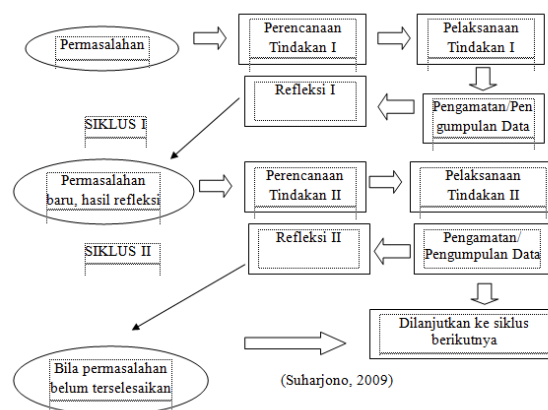 Permasalahan
Perencanaan
Tindakan I
Pelaksanaan
Tindakan I
Refleksi I
Pengamatan/Pen
gumpulan Data
SIKLUS I
Permasalahan
baru, hasil refleksi
Perencanaan
Tindakan II
Pelaksanaan
Tindakan II
Refleksi II
Pengamatan/
Pengumpulan Data
SIKLUS II
Dilanjutkan ke siklus
berikutnya
Bila permasalahan
belum terselesaikan
(Suharjono, 2009)